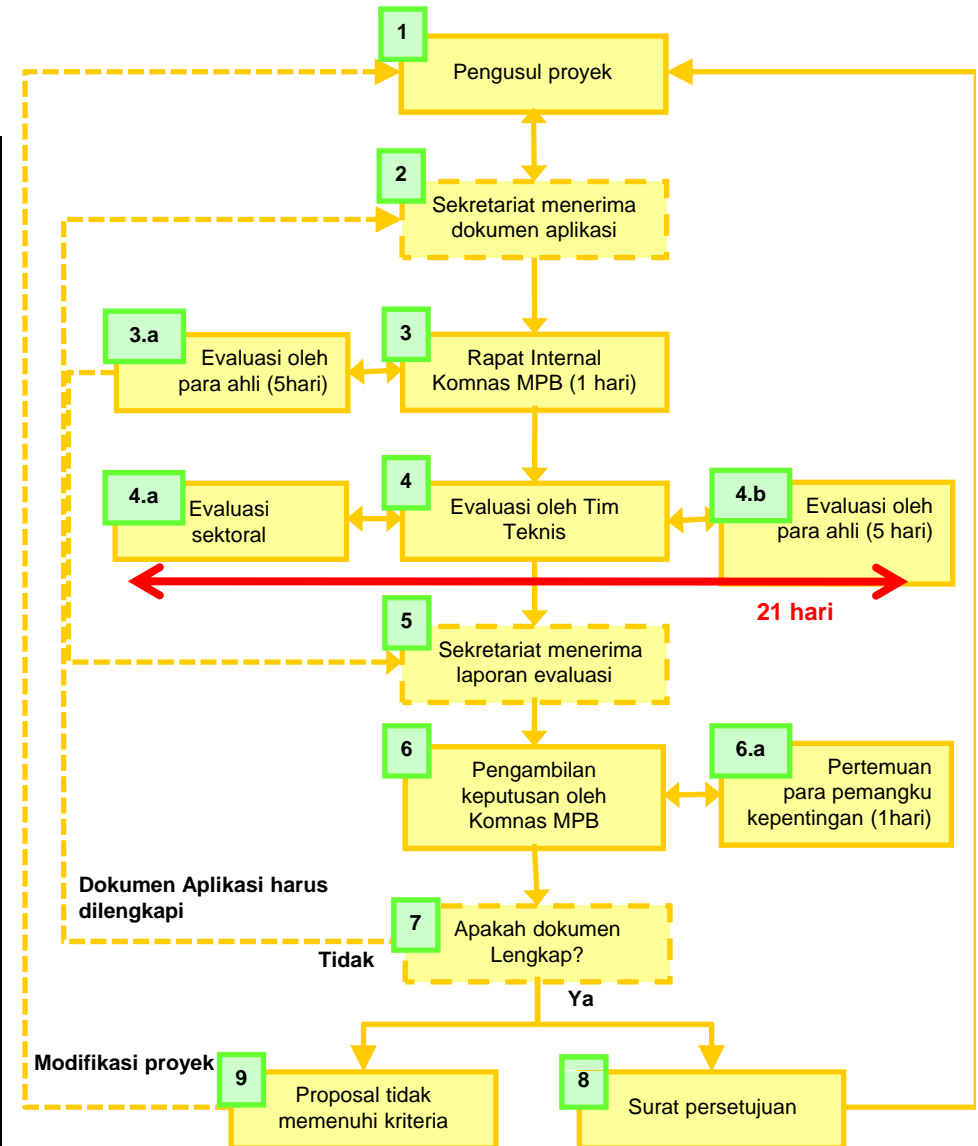 1
Pengusul proyek
2
Sekretariat menerima
dokumen aplikasi
3.a
Evaluasi oleh
para ahli (5hari)
3
Rapat Internal
Komnas MPB (1 hari)
4.a
Evaluasi
sektoral
4
Evaluasi oleh Tim
Teknis
4.b
Evaluasi oleh
para ahli (5 hari)
21 hari
5
Sekretariat menerima
laporan evaluasi
6
Pengambilan
keputusan oleh
Komnas MPB
6.a
Pertemuan
para pemangku
kepentingan (1hari)
Dokumen Aplikasi harus
dilengkapi
7
Apakah dokumen
Lengkap?
Tidak
Ya
Modifikasi proyek
9
Proposal tidak
memenuhi kriteria
8
Surat persetujuan